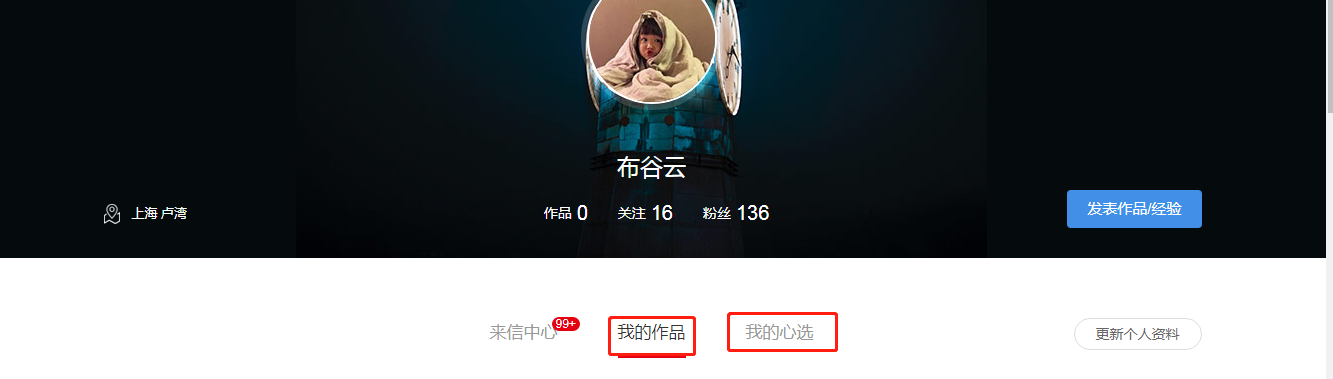 布谷云
上海 卢湾
作品 0 关注 16 粉丝 136
发表作品/经验
来信中心 99+ 我的作品 我的心选
更新个人资料